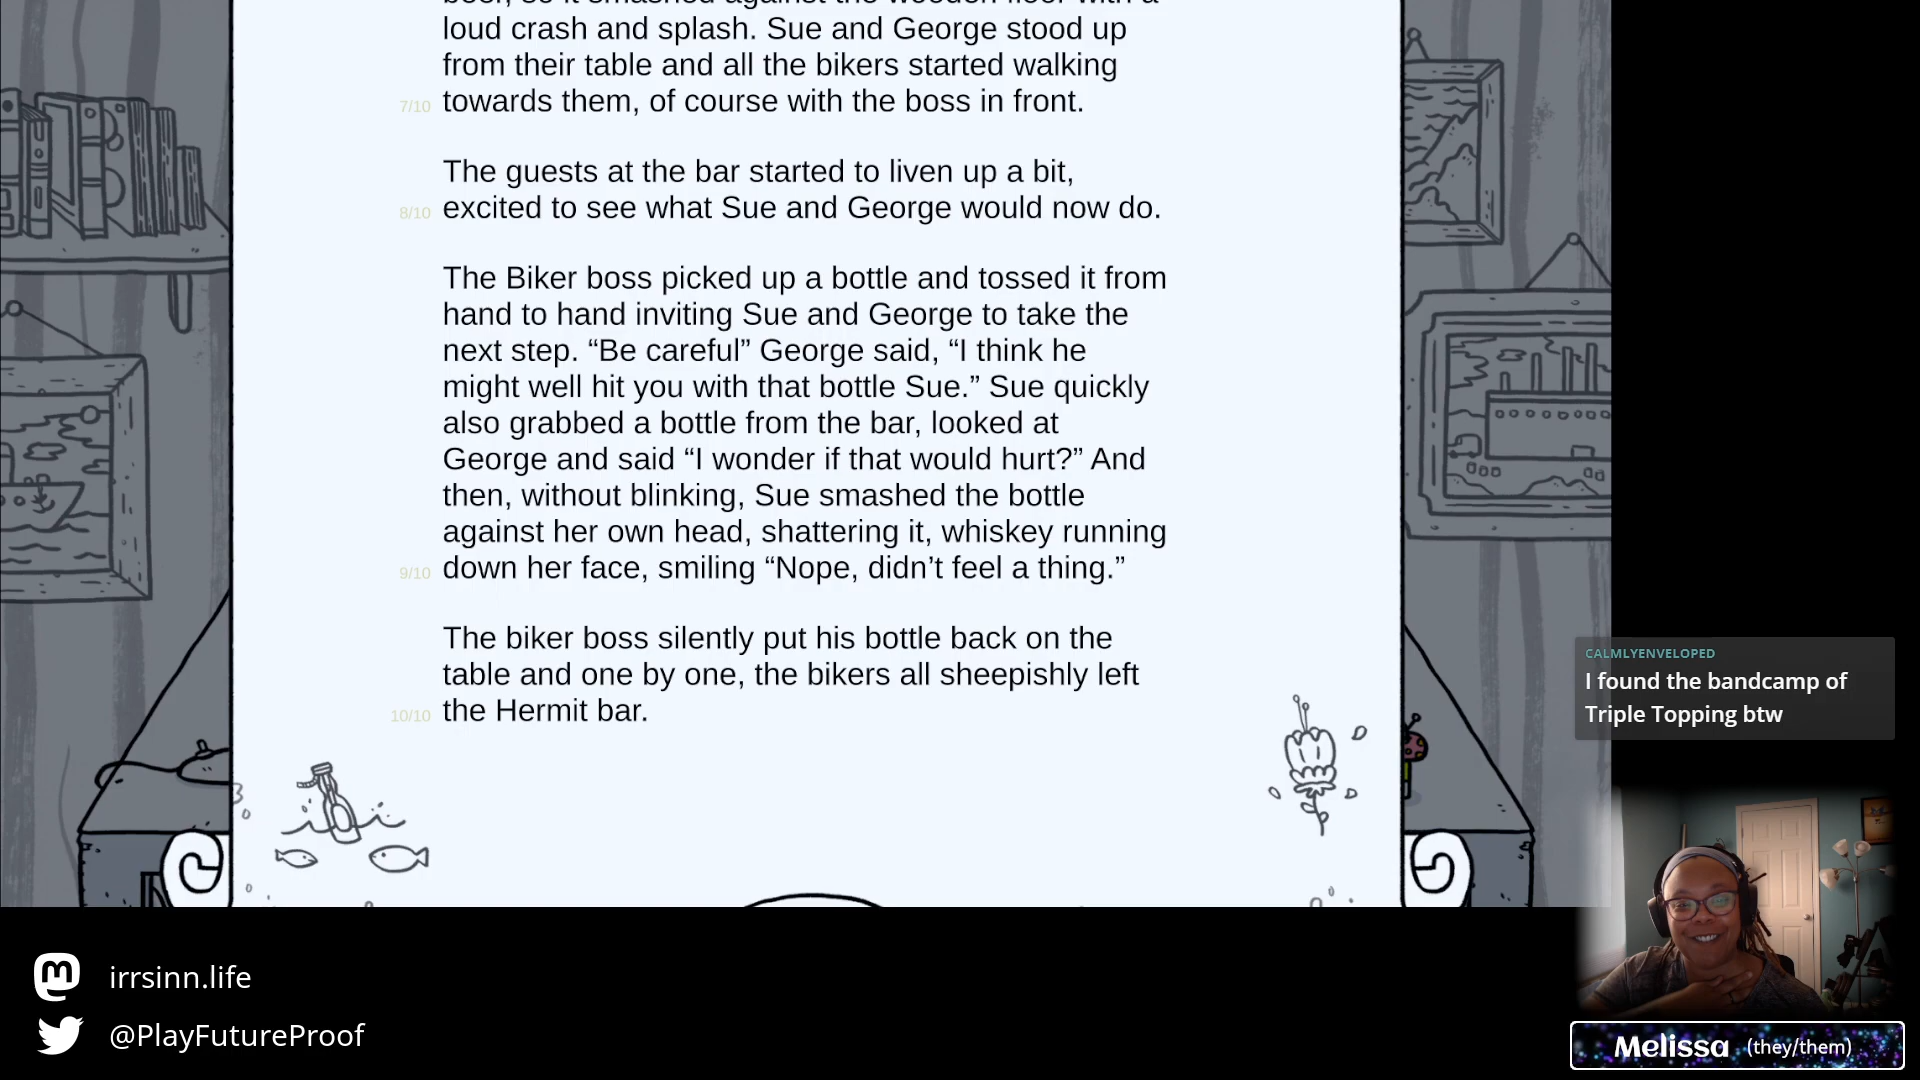 loud crash and splash. Sue and George stood up
from their table and all the bikers started walking
7/10 towards them, of course with the boss in front.
The guests at the bar started to liven up a bit,
8/10 excited to see what Sue and George would now do.
The Biker boss picked up a bottle and tossed it from
hand to hand inviting Sue and George to take the
next step. “Be careful” George said, “I think he
might well hit you with that bottle Sue.” Sue quickly
also grabbed a bottle from the bar, looked at
George and said “I wonder if that would hurt?” And
then, without blinking, Sue smashed the bottle
against her own head, shattering it, whiskey running
9/10 down her face, smiling “Nope, didn’t feel a thing.”
The biker boss silently put his bottle back on the
table and one by one, the bikers all sheepishly left
10/10 the Hermit bar.
CALMLYENVELOPED
I found the bandcamp of
Triple Topping btw
irrsinn.life
@PlayFutureProof
Melissa (they/them)